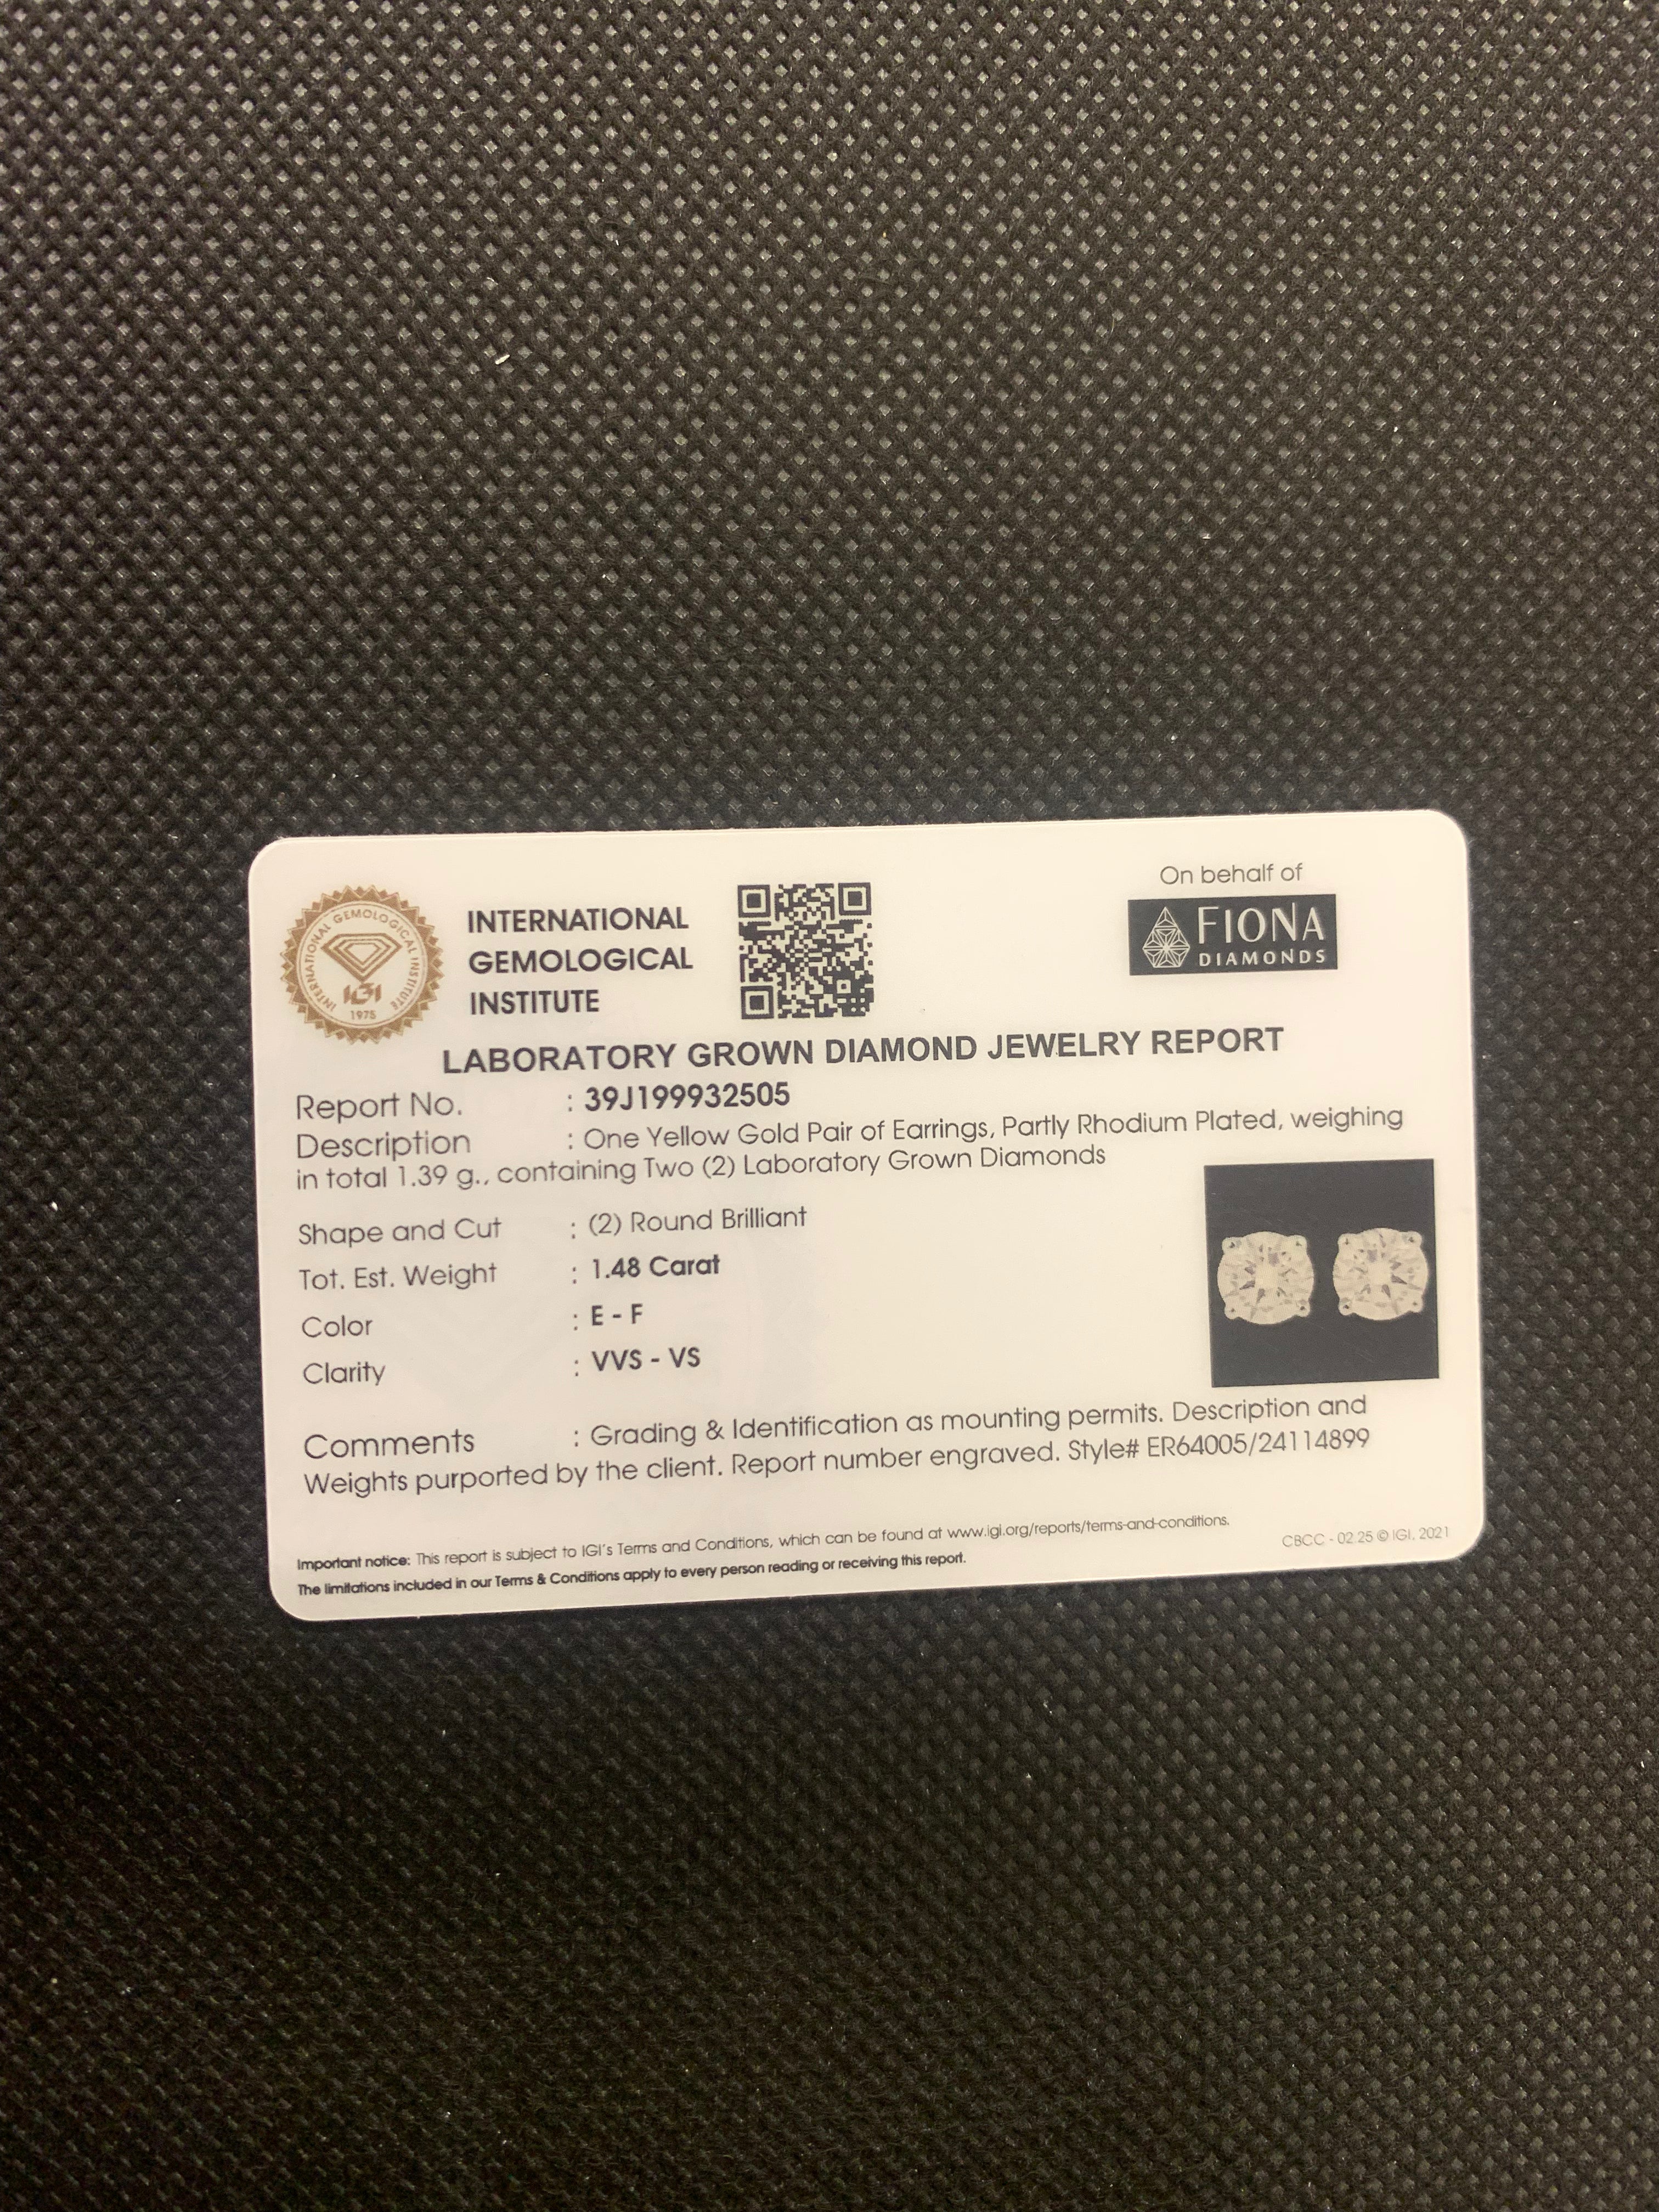 INTERNATIONAL GEMOLOGICAL INSTITUTE
IGI
1975
INTERNATIONAL
GEMOLOGICAL
INSTITUTE
On behalf of
FIONA
DIAMONDS
LABORATORY GROWN DIAMOND JEWELRY REPORT
Report No. : 39J199932505
Description : One Yellow Gold Pair of Earrings, Partly Rhodium Plated, weighing
in total 1.39 g., containing Two (2) Laboratory Grown Diamonds
Shape and Cut : (2) Round Brilliant
Tot. Est. Weight : 1.48 Carat
Color : E - F
Clarity : VVS - VS
Comments : Grading & Identification as mounting permits. Description and
Weights purported by the client. Report number engraved. Style# ER64005/24114899
Important notice: This report is subject to IGI's Terms and Conditions, which can be found at www.igi.org/reports/terms-and-conditions.
The limitations included in our Terms & Conditions apply to every person reading or receiving this report.
CBCC - 02.25 © IGI, 2021